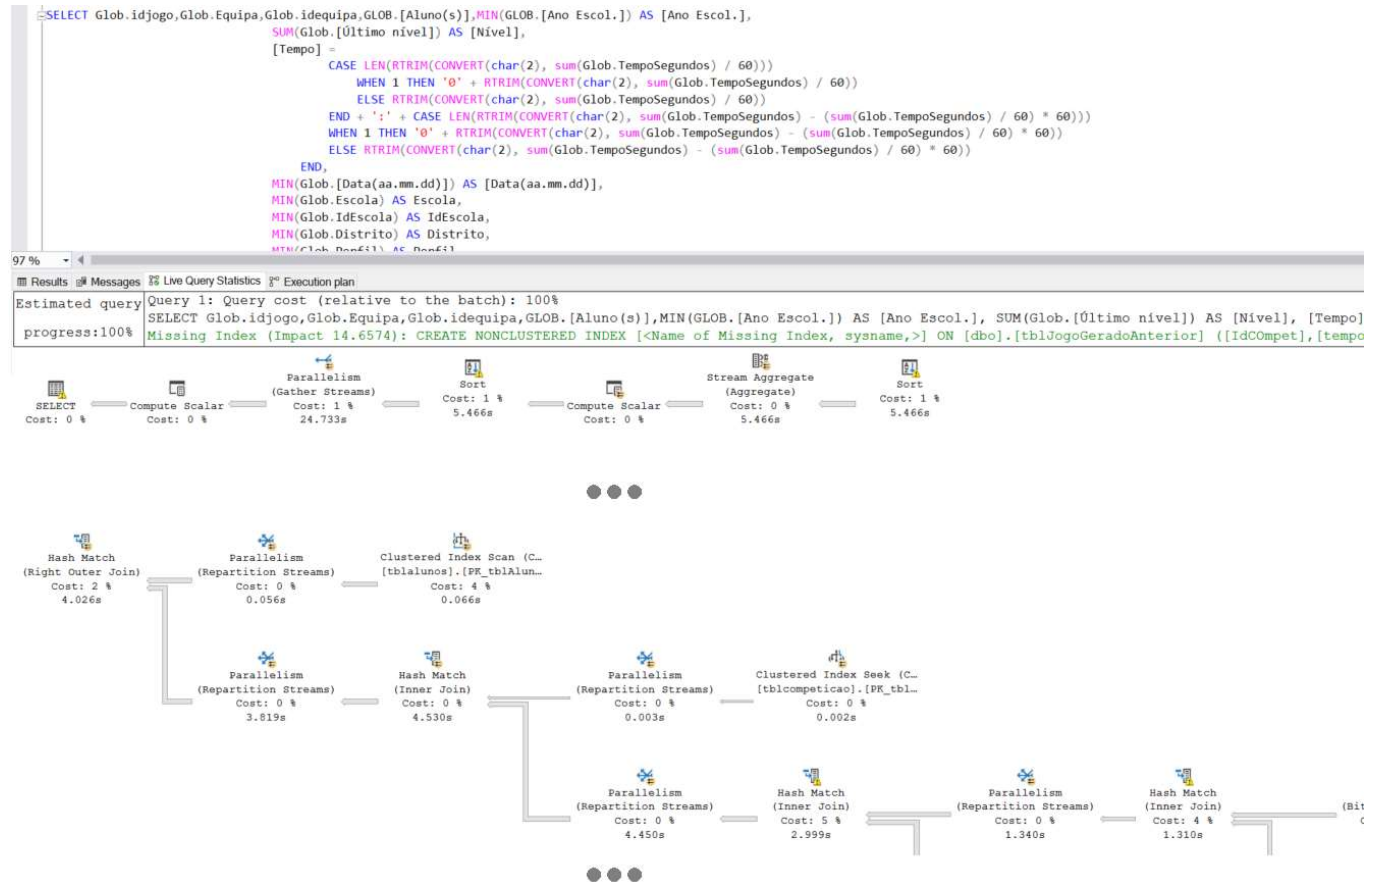 SELECT Glob.idjogo,Glob.Equipa,Glob.idequipa,GLOB.[Aluno(s)],MIN(GLOB.[Ano Escol.]) AS [Ano Escol.],
SUM(Glob.[Último nível]) AS [Nível],
[Tempo] =
CASE LEN(RTRIM(CONVERT(char(2), sum(Glob.TempoSegundos) / 60)))
WHEN 1 THEN '0' + RTRIM(CONVERT(char(2), sum(Glob.TempoSegundos) / 60))
ELSE RTRIM(CONVERT(char(2), sum(Glob.TempoSegundos) / 60))
END + ':' + CASE LEN(RTRIM(CONVERT(char(2), sum(Glob.TempoSegundos) - (sum(Glob.TempoSegundos) / 60) * 60)))
WHEN 1 THEN '0' + RTRIM(CONVERT(char(2), sum(Glob.TempoSegundos) - (sum(Glob.TempoSegundos) / 60) * 60))
ELSE RTRIM(CONVERT(char(2), sum(Glob.TempoSegundos) - (sum(Glob.TempoSegundos) / 60) * 60))
END,
MIN(Glob.[Data(aa.mm.dd)]) AS [Data(aa.mm.dd)],
MIN(Glob.Escola) AS Escola,
MIN(Glob.IdEscola) AS IdEscola,
MIN(Glob.Distrito) AS Distrito,
MIN(Glob.Perfil) AS Perfil
97 %
Results Messages Live Query Statistics Execution plan
Estimated query progress:100%
Query 1: Query cost (relative to the batch): 100%
SELECT Glob.idjogo,Glob.Equipa,Glob.idequipa,GLOB.[Aluno(s)],MIN(GLOB.[Ano Escol.]) AS [Ano Escol.], SUM(Glob.[Último nível]) AS [Nível], [Tempo]
Missing Index (Impact 14.6574): CREATE NONCLUSTERED INDEX [<Name of Missing Index, sysname,>] ON [dbo].[tblJogoGeradoAnterior] ([IdCOmpet],[tempo
SELECT
Cost: 0 %
Compute Scalar
Cost: 0 %
Parallelism
(Gather Streams)
Cost: 1 %
24.733s
Sort
Cost: 1 %
5.466s
Compute Scalar
Cost: 0 %
Stream Aggregate
(Aggregate)
Cost: 0 %
5.466s
Sort
Cost: 1 %
5.466s
Hash Match
(Right Outer Join)
Cost: 2 %
4.026s
Parallelism
(Repartition Streams)
Cost: 0 %
0.056s
Clustered Index Scan (C…
[tblalunos].[PK_tblAlun…
Cost: 4 %
0.066s
Parallelism
(Repartition Streams)
Cost: 0 %
3.819s
Hash Match
(Inner Join)
Cost: 0 %
4.530s
Parallelism
(Repartition Streams)
Cost: 0 %
0.003s
Clustered Index Seek (C…
[tblcompeticao].[PK_tbl…
Cost: 0 %
0.002s
Parallelism
(Repartition Streams)
Cost: 0 %
4.450s
Hash Match
(Inner Join)
Cost: 5 %
2.999s
Parallelism
(Repartition Streams)
Cost: 0 %
1.340s
Hash Match
(Inner Join)
Cost: 4 %
1.310s
(Bit
C